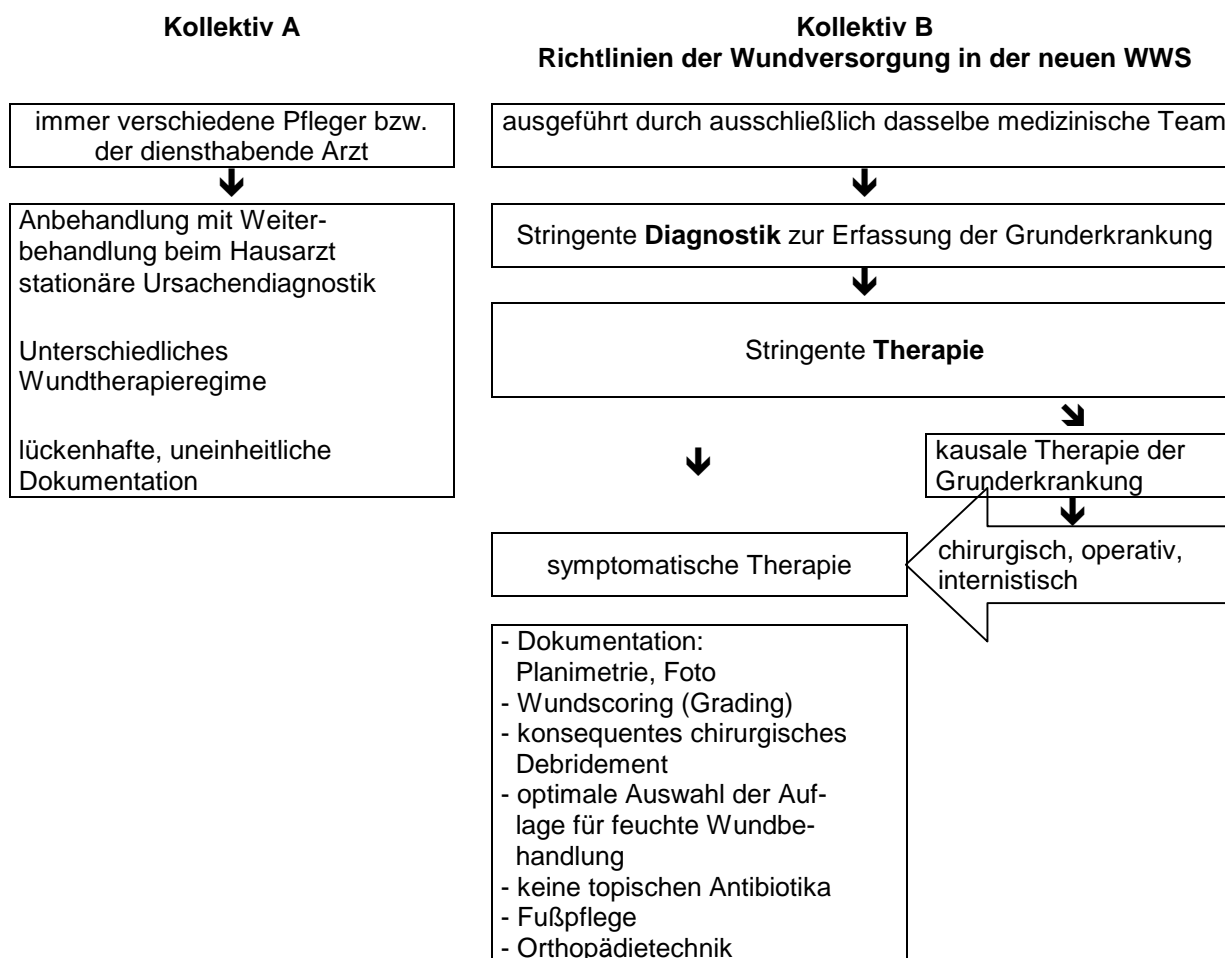 Kollektiv A
immer verschiedene Pfleger bzw.
der diensthabende Arzt
Anbehandlung mit Weiter-
behandlung beim Hausarzt
stationäre Ursachendiagnostik
Unterschiedliches
Wundtherapieregime
lückenhafte, uneinheitliche
Dokumentation
Kollektiv B
Richtlinien der Wundversorgung in der neuen WWS
ausgeführt durch ausschließlich dasselbe medizinische Team
Stringente Diagnostik zur Erfassung der Grunderkrankung
Stringente Therapie
kausale Therapie der
Grunderkrankung
chirurgisch, operativ,
internistisch
symptomatische Therapie
- Dokumentation:
Planimetrie, Foto
- Wundscoring (Grading)
- konsequentes chirurgisches
Debridement
- optimale Auswahl der Auf-
lage für feuchte Wundbe-
handlung
- keine topischen Antibiotika
- Fußpflege
- Orthopädietechnik